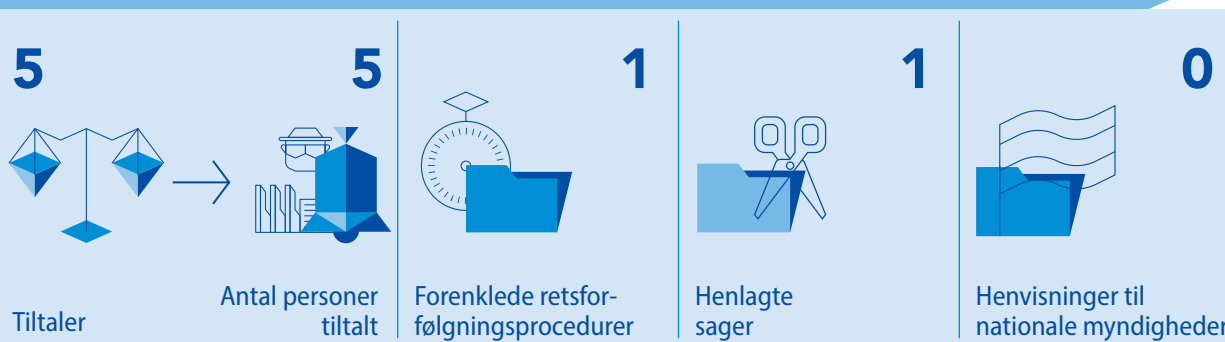 5
Tiltaler
5
Antal personer
tiltalt
1
Forenklede retsfor-
følgningsprocedurer
1
Henlagte
sager
0
Henvisninger til
nationale myndigheder